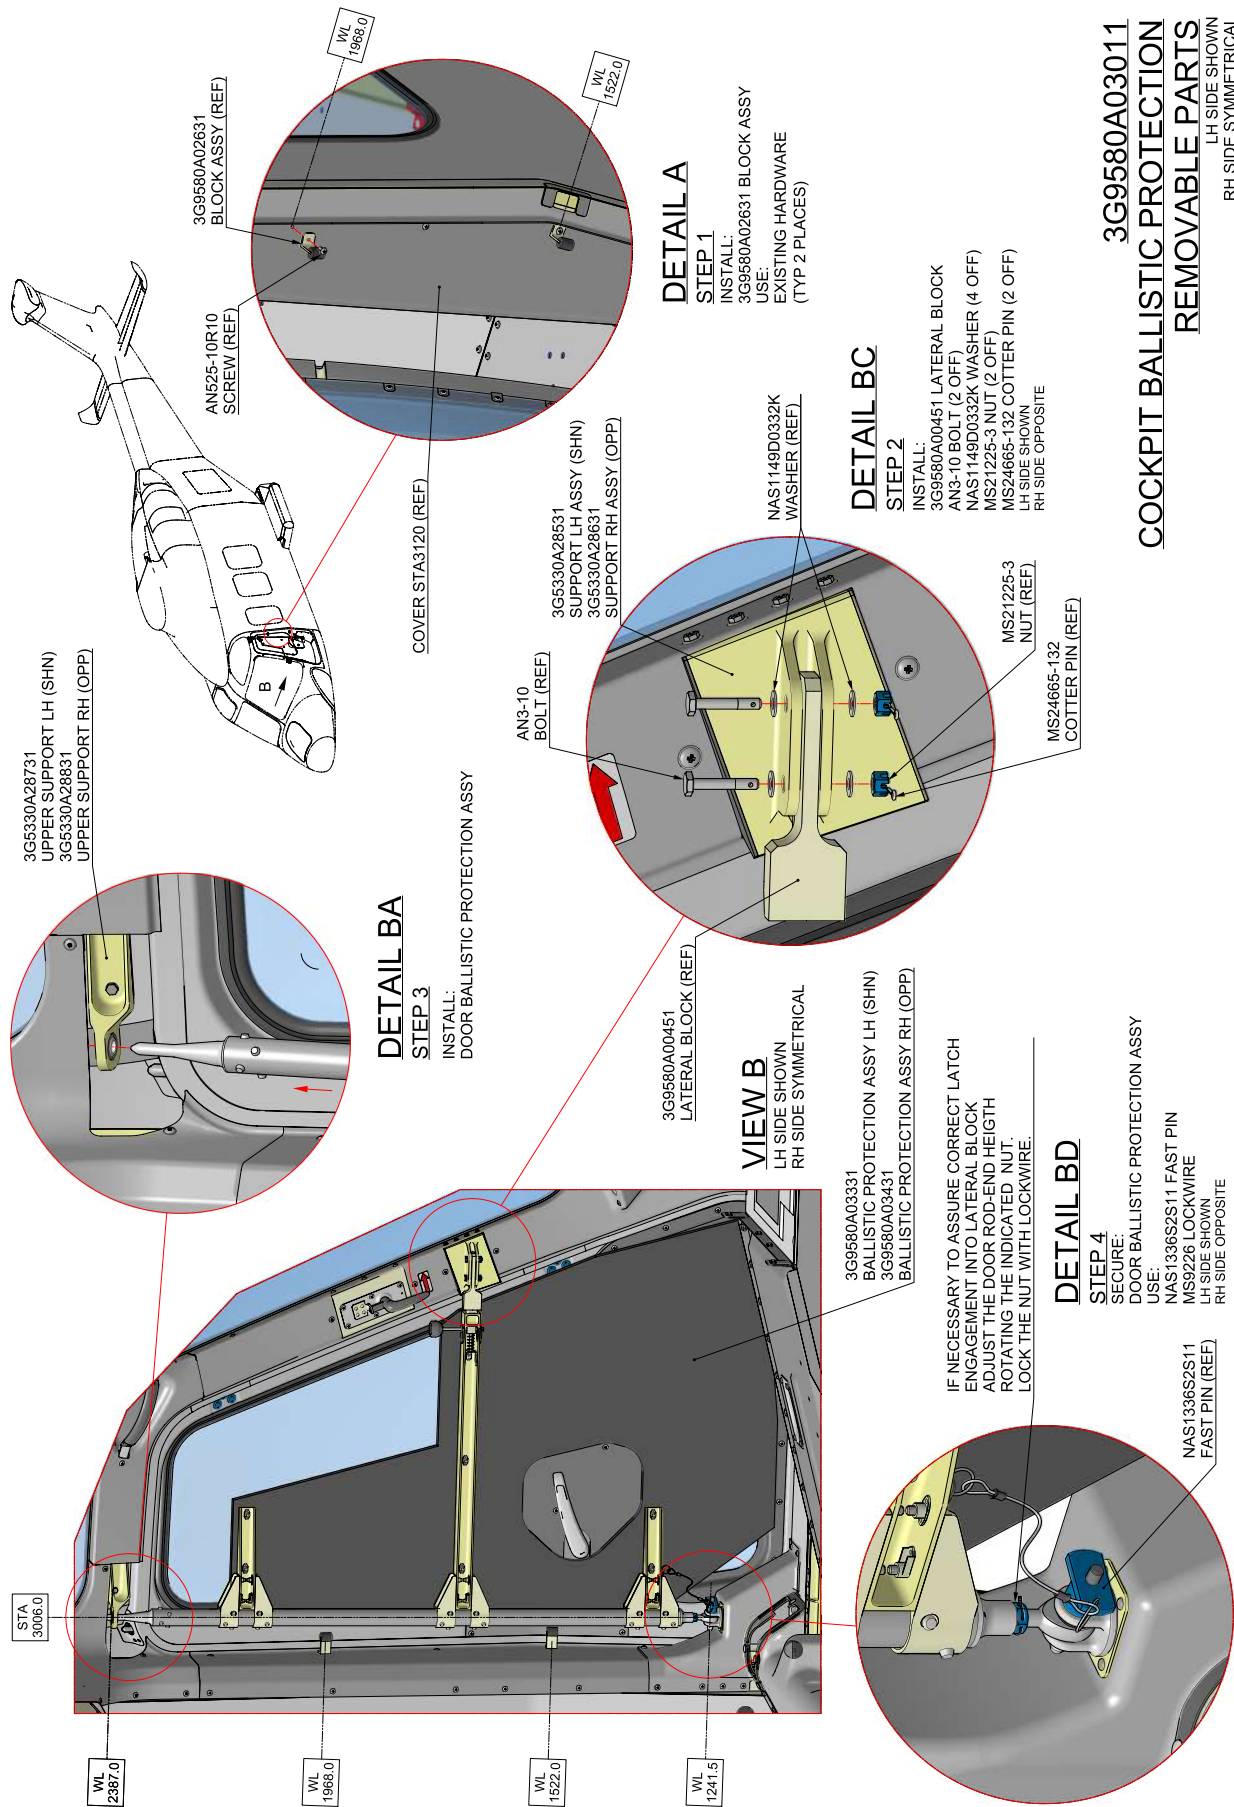 3G5330A28731
UPPER SUPPORT LH (SHN)
3G5330A28831
UPPER SUPPORT RH (OPP)
B
3G9580A02631
BLOCK ASSY (REF)
AN525-10R10
SCREW (REF)
WL
1968.0
WL
1522.0
COVER STA3120 (REF)
DETAIL A
STEP 1
INSTALL:
3G9580A02631 BLOCK ASSY
USE:
EXISTING HARDWARE
(TYP 2 PLACES)
DETAIL BA
STEP 3
INSTALL:
DOOR BALLISTIC PROTECTION ASSY
3G5330A28531
SUPPORT LH ASSY (SHN)
3G5330A28631
SUPPORT RH ASSY (OPP)
AN3-10
BOLT (REF)
NAS1149D0332K
WASHER (REF)
MS21225-3
NUT (REF)
MS24665-132
COTTER PIN (REF)
3G9580A00451
LATERAL BLOCK (REF)
DETAIL BC
STEP 2
INSTALL:
3G9580A00451 LATERAL BLOCK
AN3-10 BOLT (2 OFF)
NAS1149D0332K WASHER (4 OFF)
MS21225-3 NUT (2 OFF)
MS24665-132 COTTER PIN (2 OFF)
LH SIDE SHOWN
RH SIDE OPPOSITE
STA
3006.0
WL
2387.0
WL
1968.0
WL
1522.0
WL
1241.5
VIEW B
LH SIDE SHOWN
RH SIDE SYMMETRICAL
3G9580A03331
BALLISTIC PROTECTION ASSY LH (SHN)
3G9580A03431
BALLISTIC PROTECTION ASSY RH (OPP)
IF NECESSARY TO ASSURE CORRECT LATCH
ENGAGEMENT INTO LATERAL BLOCK
ADJUST THE DOOR ROD-END HEIGTH
ROTATING THE INDICATED NUT.
LOCK THE NUT WITH LOCKWIRE.
DETAIL BD
STEP 4
SECURE:
DOOR BALLISTIC PROTECTION ASSY
USE:
NAS1336S2S11 FAST PIN
MS9226 LOCKWIRE
LH SIDE SHOWN
RH SIDE OPPOSITE
NAS1336S2S11
FAST PIN (REF)
3G9580A03011
COCKPIT BALLISTIC PROTECTION
REMOVABLE PARTS
LH SIDE SHOWN
RH SIDE SYMMETRICAL